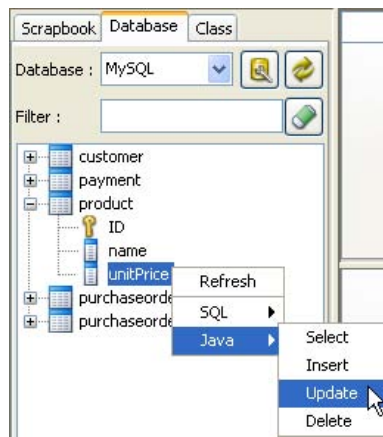 Scrapbook Database Class
Database : MySQL
Filter :
customer
payment
product
ID
name
unitPrice
Refresh
purchaseorde
SQL
purchaseorde
Java
Select
Insert
Update
Delete